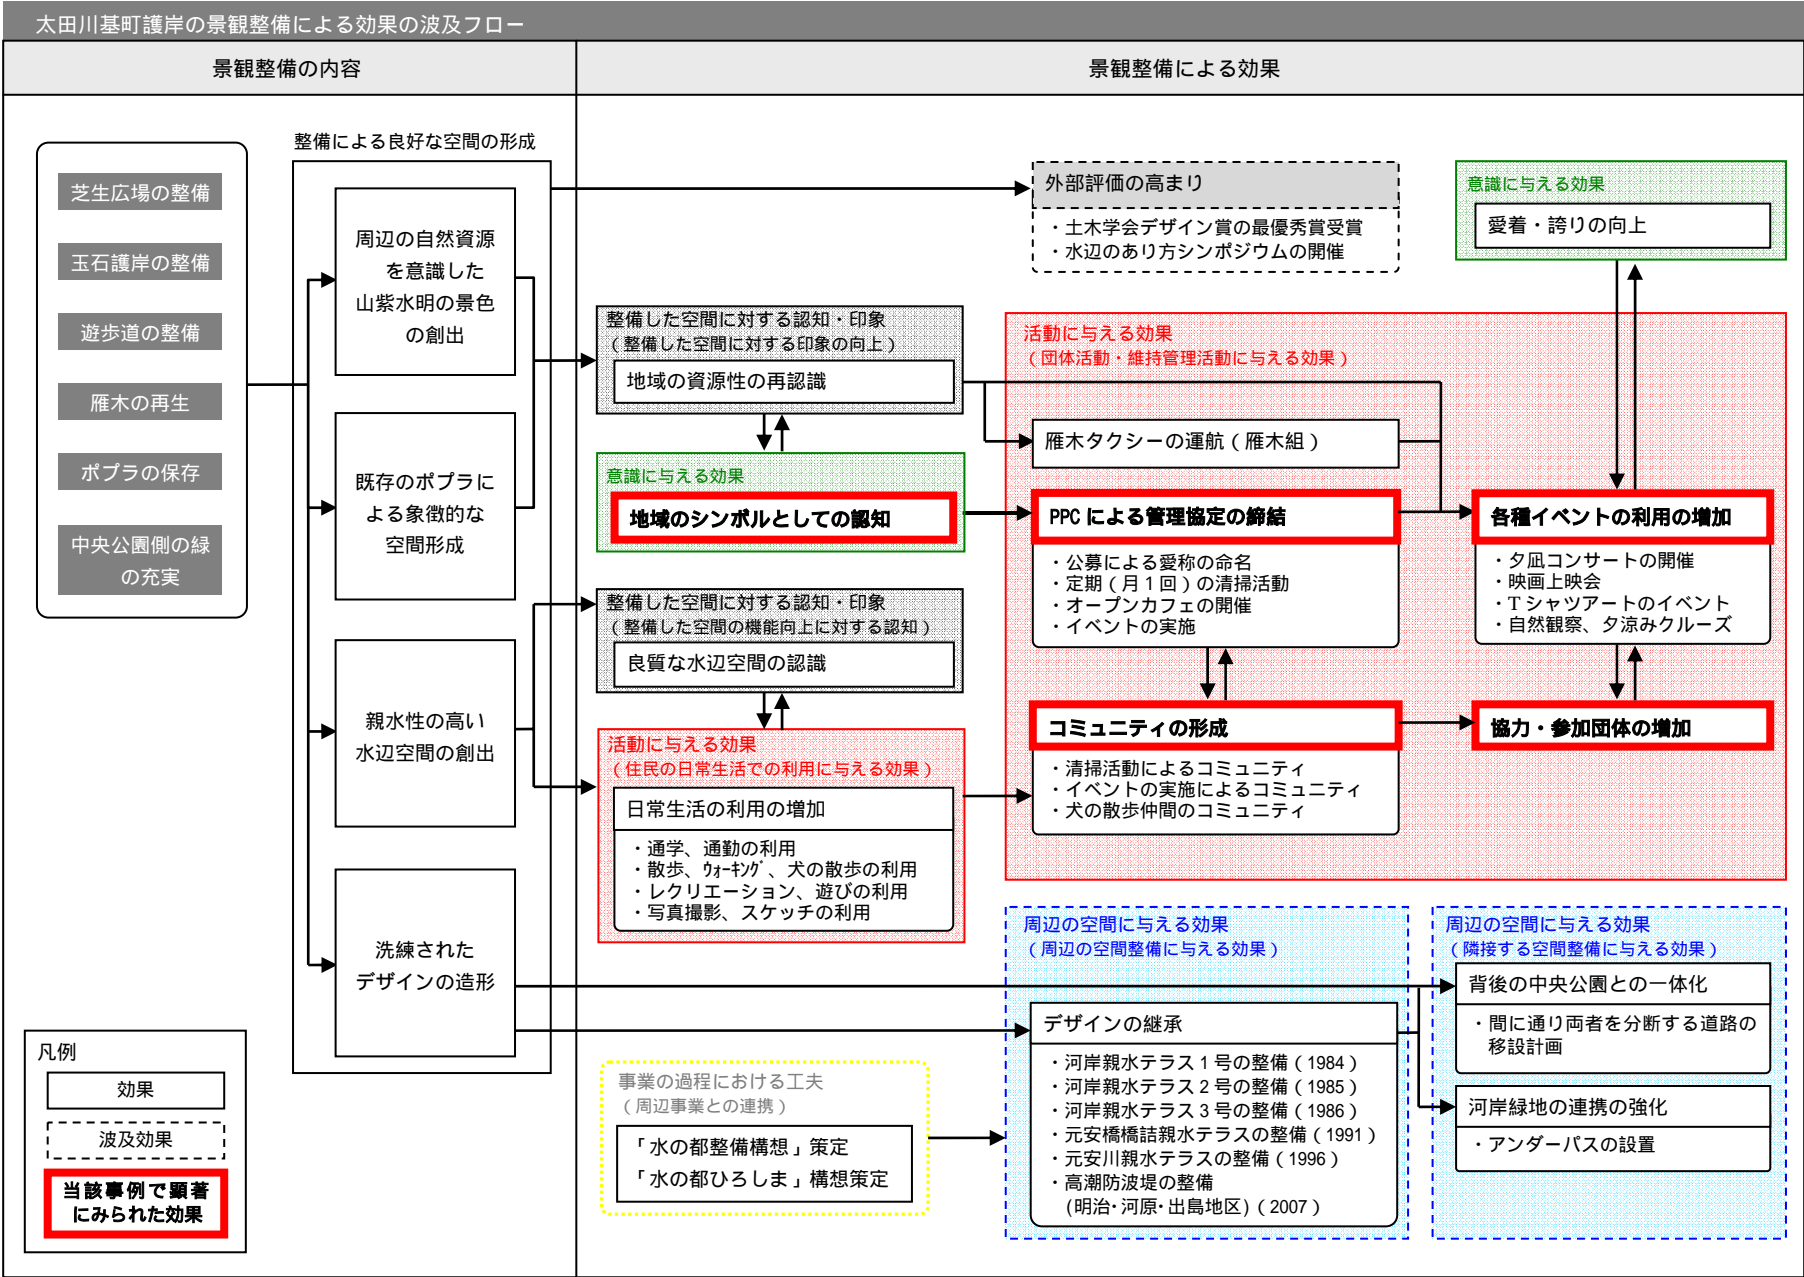 太田川基町護岸の景観整備による効果の波及フロー
景観整備の内容
景観整備による効果
芝生広場の整備
玉石護岸の整備
遊歩道の整備
雁木の再生
ポプラの保存
中央公園側の緑
の充実
整備による良好な空間の形成
周辺の自然資源
を意識した
山紫水明の景色
の創出
既存のポプラに
よる象徴的な
空間形成
親水性の高い
水辺空間の創出
洗練された
デザインの造形
凡例
効果
波及効果
当該事例で顕著
にみられた効果
外部評価の高まり
・土木学会デザイン賞の最優秀賞受賞
・水辺のあり方シンポジウムの開催
意識に与える効果
愛着・誇りの向上
整備した空間に対する認知・印象
(整備した空間に対する印象の向上)
地域の資源性の再認識
意識に与える効果
地域のシンボルとしての認知
整備した空間に対する認知・印象
(整備した空間の機能向上に対する認知)
良質な水辺空間の認識
活動に与える効果
(住民の日常生活での利用に与える効果)
日常生活の利用の増加
・通学、通勤の利用
・散歩、ウォーキング、犬の散歩の利用
・レクリエーション、遊びの利用
・写真撮影、スケッチの利用
活動に与える効果
(団体活動・維持管理活動に与える効果)
雁木タクシーの運航(雁木組)
PPCによる管理協定の締結
・公募による愛称の命名
・定期(月1回)の清掃活動
・オープンカフェの開催
・イベントの実施
各種イベントの利用の増加
・夕凪コンサートの開催
・映画上映会
・Tシャツアートのイベント
・自然観察、夕涼みクルーズ
コミュニティの形成
・清掃活動によるコミュニティ
・イベントの実施によるコミュニティ
・犬の散歩仲間のコミュニティ
協力・参加団体の増加
事業の過程における工夫
(周辺事業との連携)
「水の都整備構想」策定
「水の都ひろしま」構想策定
周辺の空間に与える効果
(周辺の空間整備に与える効果)
デザインの継承
・河岸親水テラス1号の整備(1984)
・河岸親水テラス2号の整備(1985)
・河岸親水テラス3号の整備(1986)
・元安橋橋詰親水テラスの整備(1991)
・元安川親水テラスの整備(1996)
・高潮防波堤の整備
(明治・河原・出島地区)(2007)
周辺の空間に与える効果
(隣接する空間整備に与える効果)
背後の中央公園との一体化
・間に通り両者を分断する道路の
移設計画
河岸緑地の連携の強化
・アンダーパスの設置